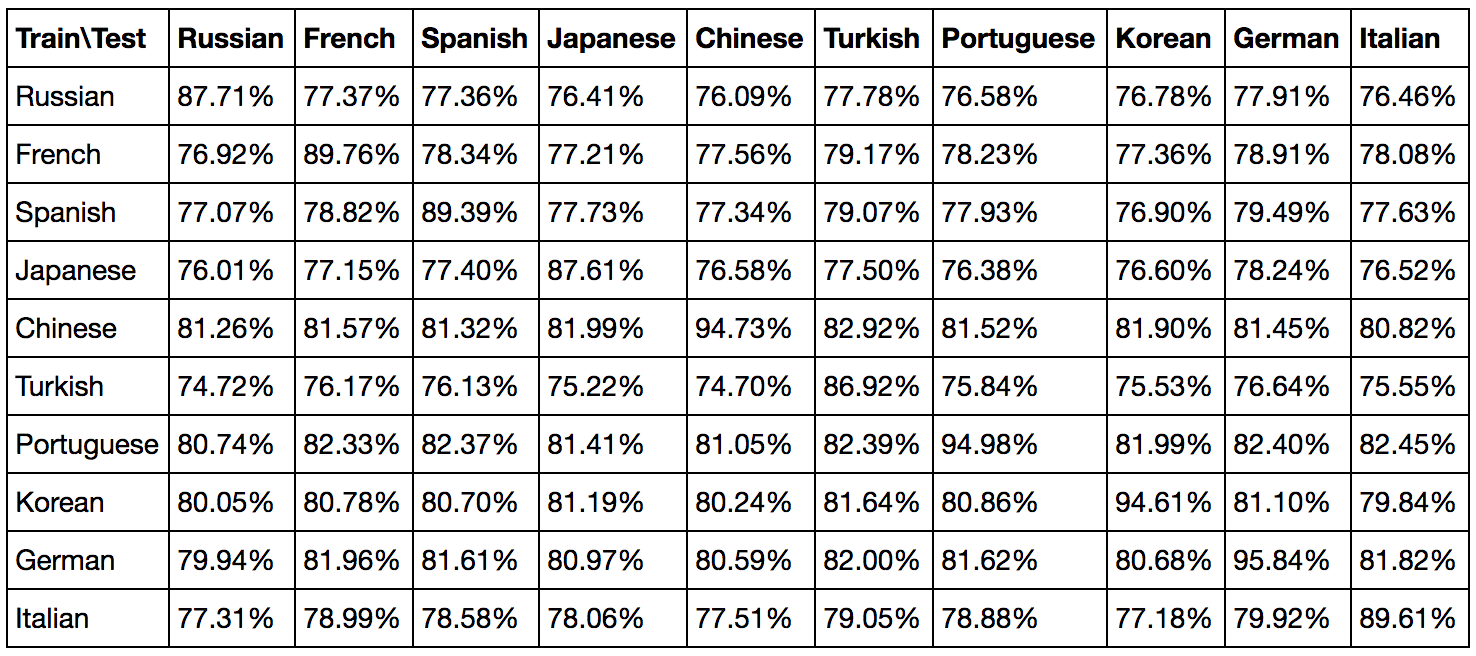 Train\Test Russian French Spanish Japanese Chinese Turkish Portuguese Korean German Italian
Russian 87.71% 77.37% 77.36% 76.41% 76.09% 77.78% 76.58% 76.78% 77.91% 76.46%
French 76.92% 89.76% 78.34% 77.21% 77.56% 79.17% 78.23% 77.36% 78.91% 78.08%
Spanish 77.07% 78.82% 89.39% 77.73% 77.34% 79.07% 77.93% 76.90% 79.49% 77.63%
Japanese 76.01% 77.15% 77.40% 87.61% 76.58% 77.50% 76.38% 76.60% 78.24% 76.52%
Chinese 81.26% 81.57% 81.32% 81.99% 94.73% 82.92% 81.52% 81.90% 81.45% 80.82%
Turkish 74.72% 76.17% 76.13% 75.22% 74.70% 86.92% 75.84% 75.53% 76.64% 75.55%
Portuguese 80.74% 82.33% 82.37% 81.41% 81.05% 82.39% 94.98% 81.99% 82.40% 82.45%
Korean 80.05% 80.78% 80.70% 81.19% 80.24% 81.64% 80.86% 94.61% 81.10% 79.84%
German 79.94% 81.96% 81.61% 80.97% 80.59% 82.00% 81.62% 80.68% 95.84% 81.82%
Italian 77.31% 78.99% 78.58% 78.06% 77.51% 79.05% 78.88% 77.18% 79.92% 89.61%